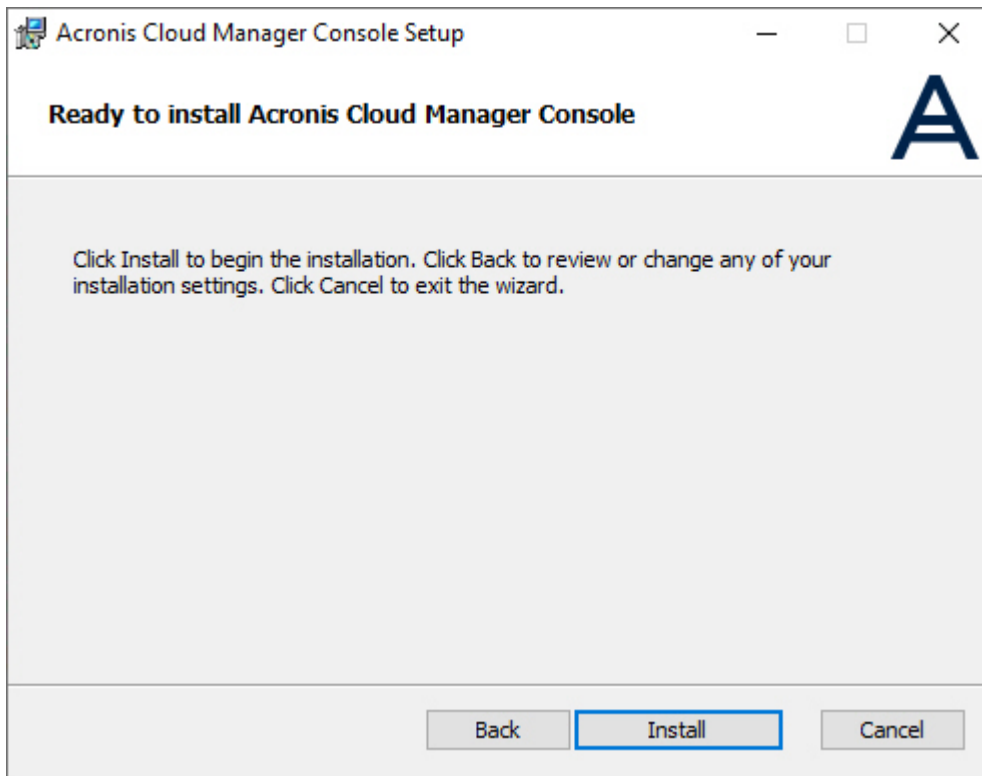 Acronis Cloud Manager Console Setup
Ready to install Acronis Cloud Manager Console
Click Install to begin the installation. Click Back to review or change any of your
installation settings. Click Cancel to exit the wizard.
Back Install Cancel